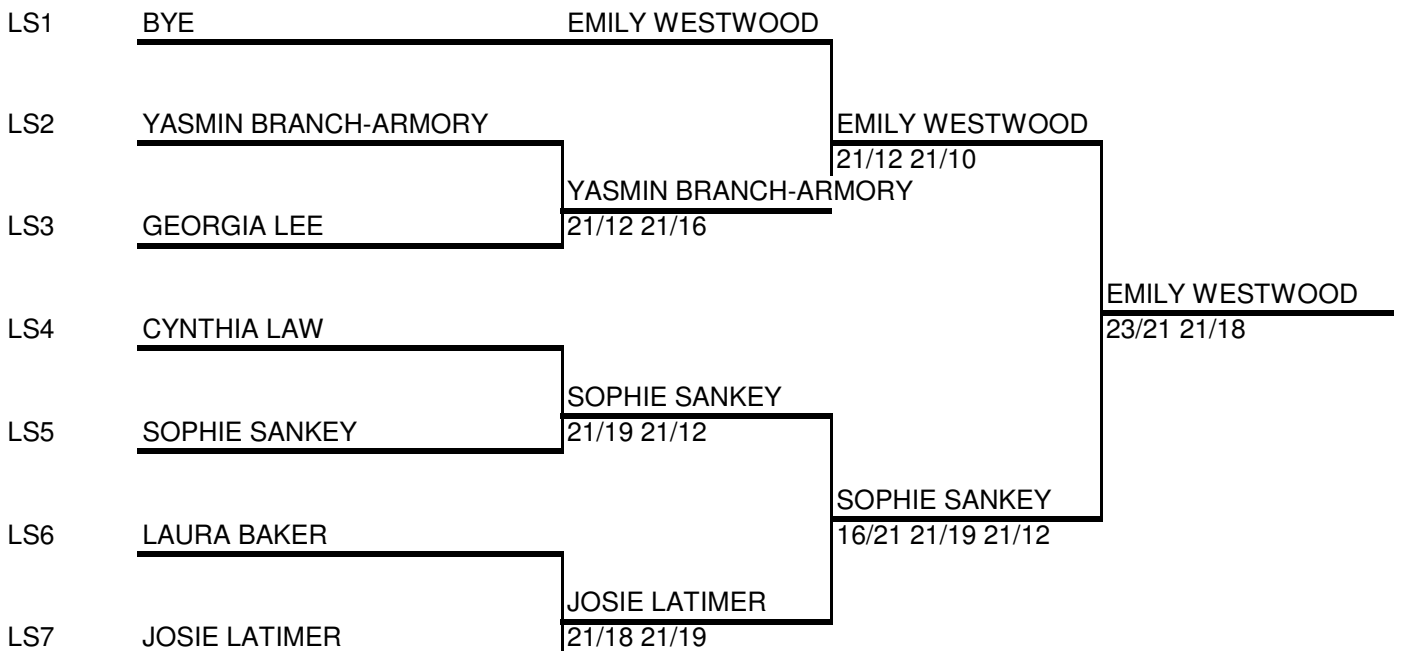 LS1 BYE EMILY WESTWOOD
LS2 YASMIN BRANCH-ARMORY EMILY WESTWOOD
21/12 21/10
YASMIN BRANCH-ARMORY
LS3 GEORGIA LEE 21/12 21/16
EMILY WESTWOOD
LS4 CYNTHIA LAW 23/21 21/18
SOPHIE SANKEY
LS5 SOPHIE SANKEY 21/19 21/12
SOPHIE SANKEY
LS6 LAURA BAKER 16/21 21/19 21/12
JOSIE LATIMER
LS7 JOSIE LATIMER 21/18 21/19